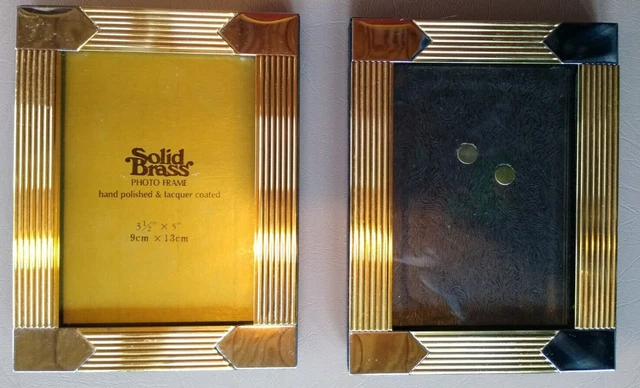 Solid
Brass
PHOTO FRAME
hand polished & lacquer coated
3½" × 5"
9cm × 13cm